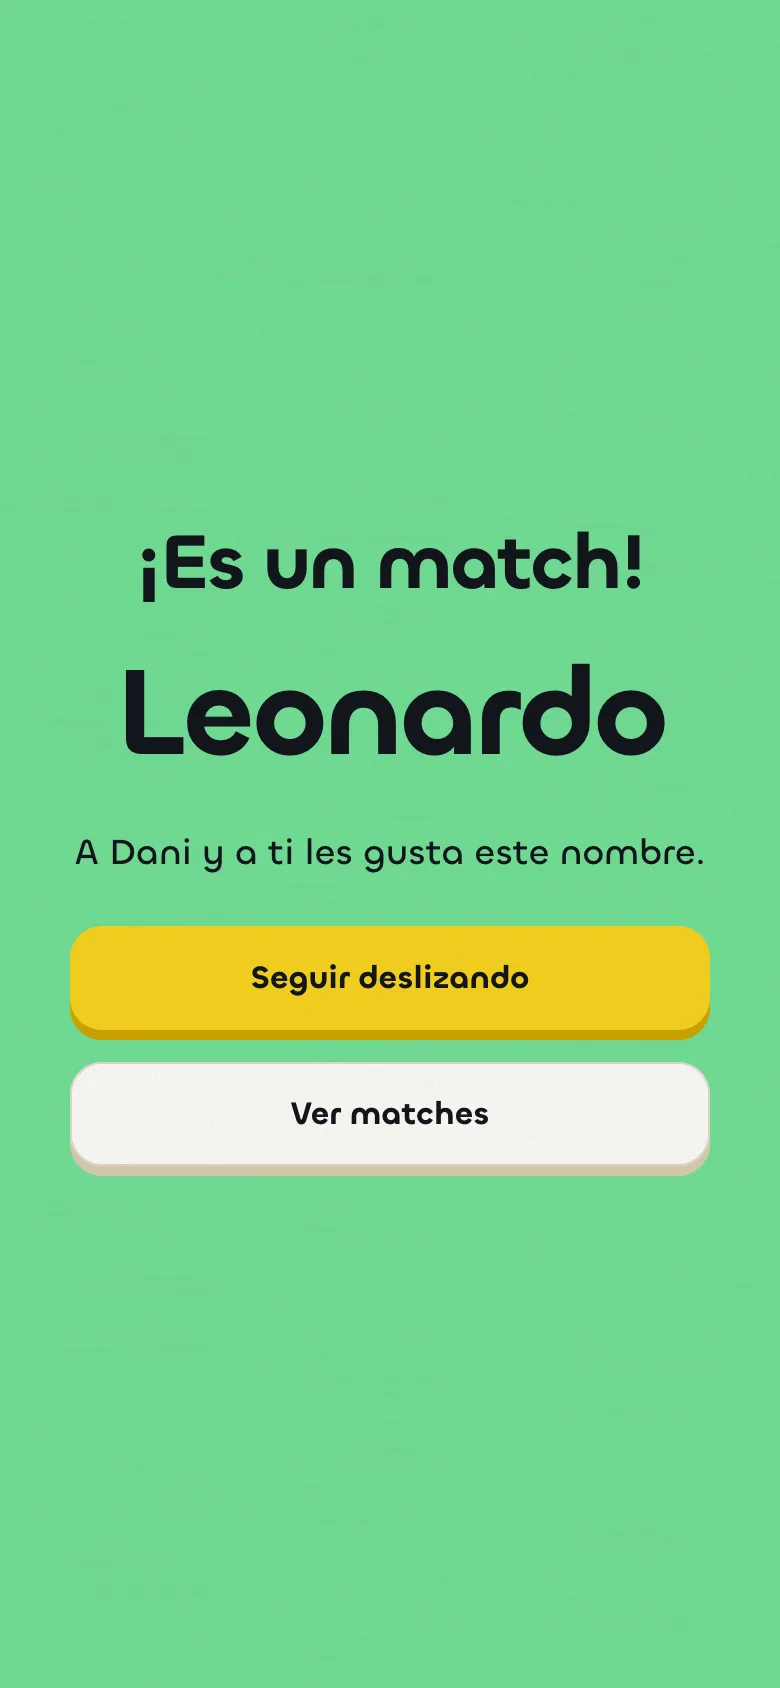 ¡Es un match!
Leonardo
A Dani y a ti les gusta este nombre.
Seguir deslizando
Ver matches